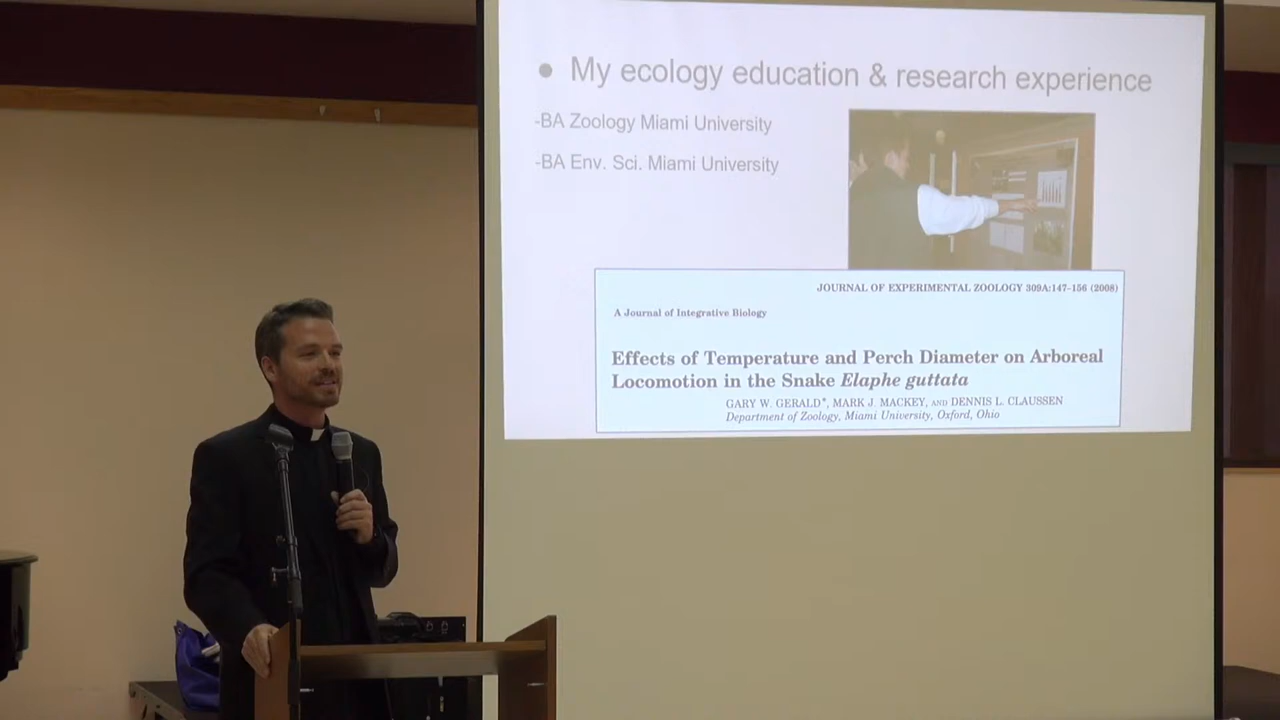 ● My ecology education & research experience
-BA Zoology Miami University
-BA Env. Sci. Miami University
JOURNAL OF EXPERIMENTAL ZOOLOGY 309A:147–156 (2008)
A Journal of Integrative Biology
Effects of Temperature and Perch Diameter on Arboreal
Locomotion in the Snake Elaphe guttata
GARY W. GERALD*, MARK J. MACKEY, AND DENNIS L. CLAUSSEN
Department of Zoology, Miami University, Oxford, Ohio